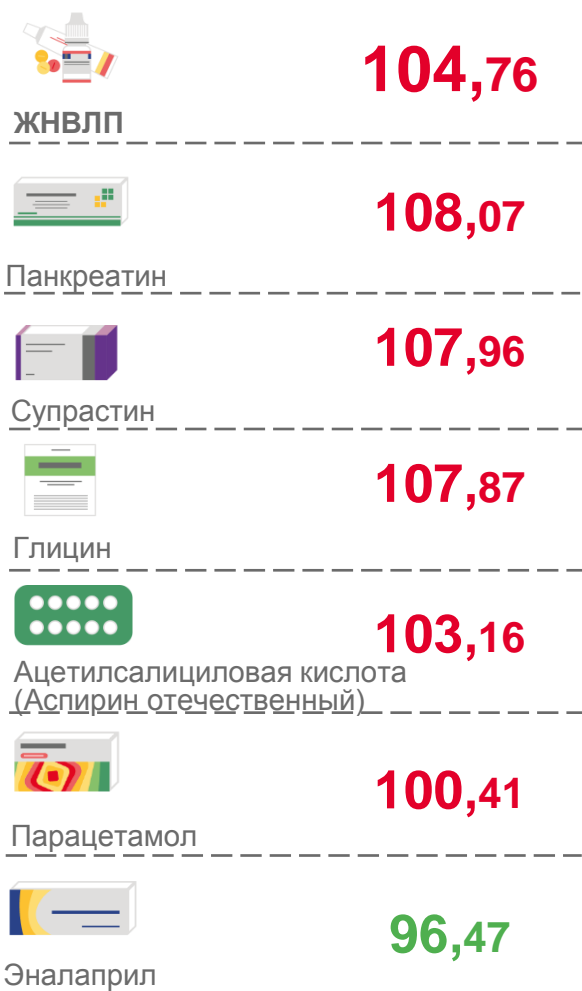 104,76
ЖНВЛП
108,07
Панкреатин
107,96
Супрастин
107,87
Глицин
103,16
Ацетилсалициловая кислота
(Аспирин отечественный)
100,41
Парацетамол
96,47
Эналаприл